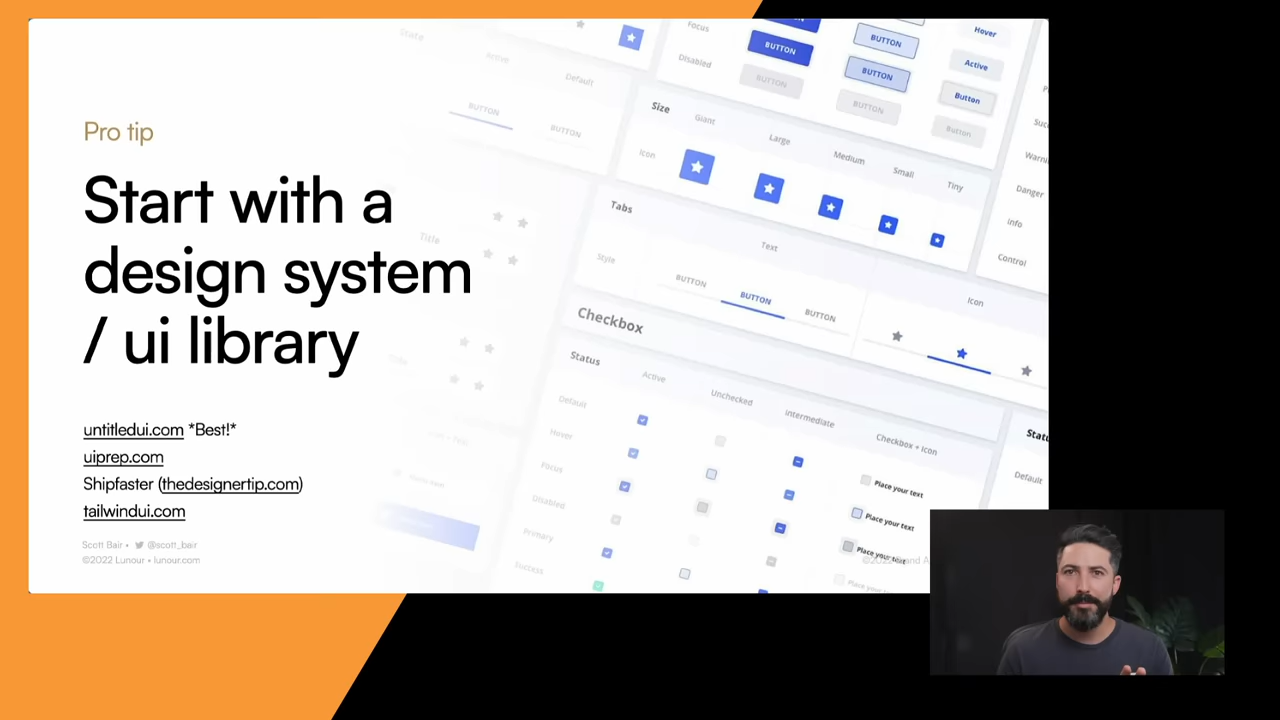 Pro tip
Start with a
design system
/ ui library
untitledui.com *Best!*
uiprep.com
Shipfaster (thedesignertip.com)
tailwindui.com
Scott Bair • @scott_bair
©2022 Lunour • lunour.com
State
Active
Default
BUTTON
BUTTON
Title
Focus
Disabled
BUTTON
BUTTON
BUTTON
BUTTON
BUTTON
Hover
Active
Button
Button
Size
Giant
Large
Medium
Small
Tiny
Icon
Tabs
Text
Icon
Style
BUTTON
BUTTON
BUTTON
Checkbox
Status
Active
Unchecked
Intermediate
Checkbox + Icon
Default
Hover
Focus
Disabled
Primary
Place your text
Place your text
Place your text
Place your text
Danger
Info
Control
Default